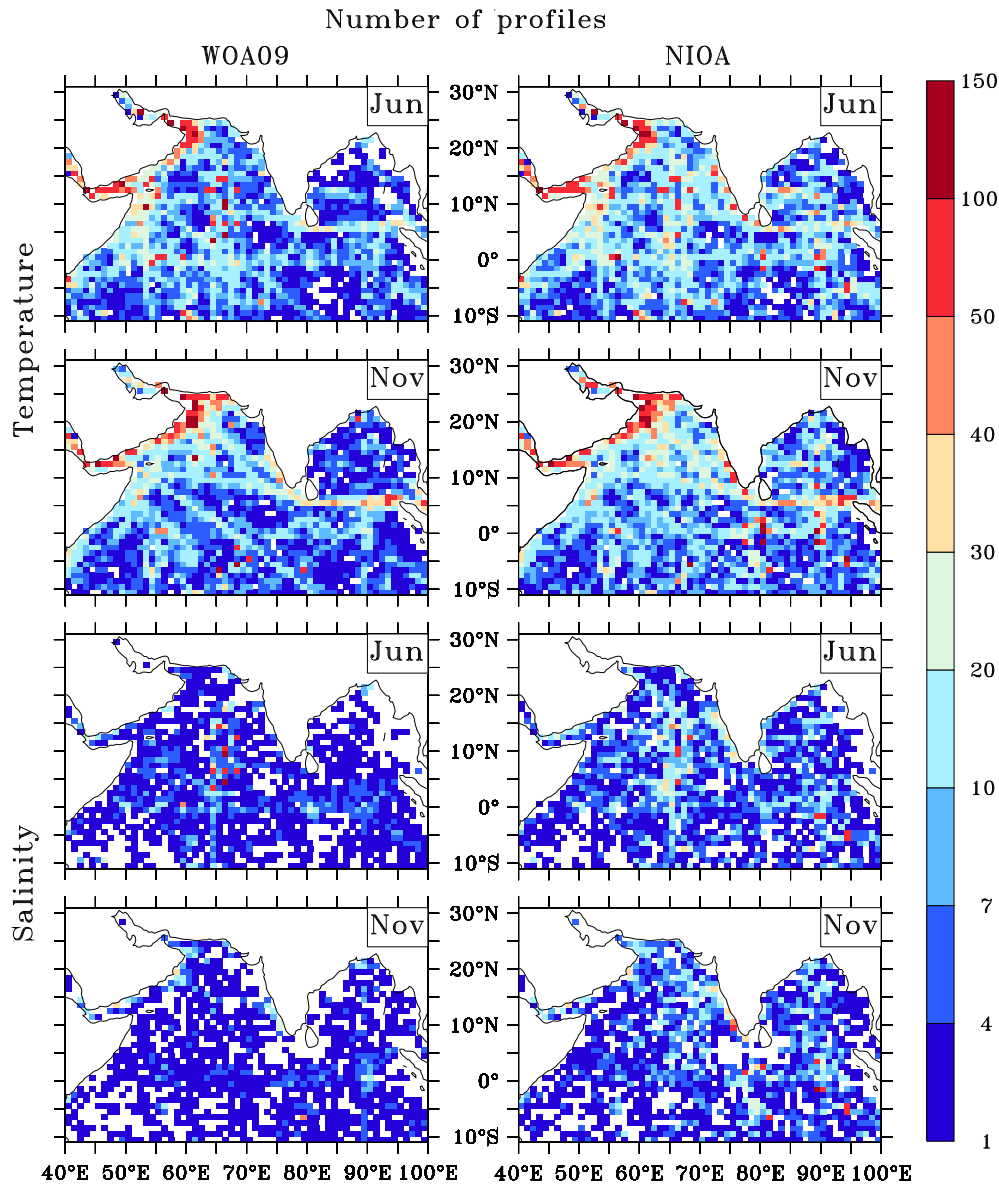 Number of profiles
WOA09 NIOA
Jun 30°N Jun 150
20°N
10°N 100
0°
10°S 50
Temperature
Nov 30°N Nov
20°N 40
10°N
0° 30
10°S
Jun 30°N Jun
20°N 20
10°N
0° 10
10°S
Salinity
Nov 30°N Nov 7
20°N
10°N 4
0°
10°S 1
40°E 50°E 60°E 70°E 80°E 90°E 100°E 40°E 50°E 60°E 70°E 80°E 90°E 100°E